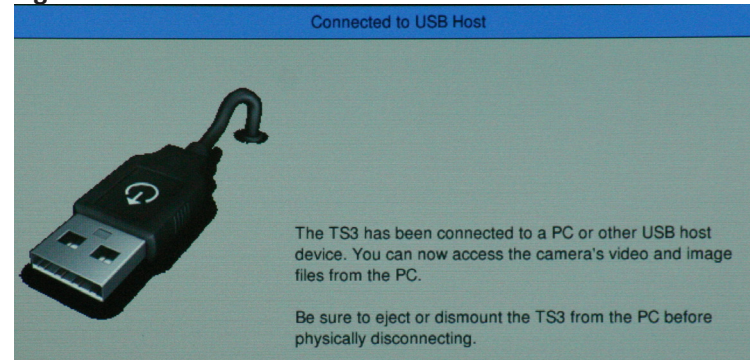 Connected to USB Host
The TS3 has been connected to a PC or other USB host
device. You can now access the camera's video and image
files from the PC.
Be sure to eject or dismount the TS3 from the PC before
physically disconnecting.